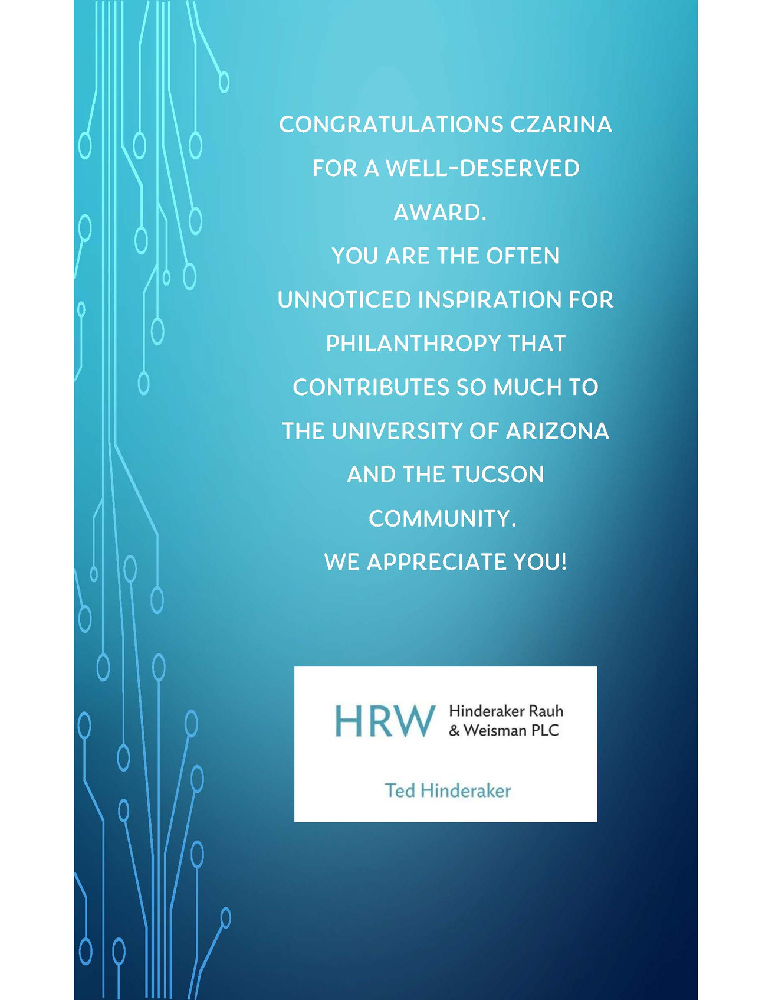 CONGRATULATIONS CZARINA
FOR A WELL-DESERVED
AWARD.
YOU ARE THE OFTEN
UNNOTICED INSPIRATION FOR
PHILANTHROPY THAT
CONTRIBUTES SO MUCH TO
THE UNIVERSITY OF ARIZONA
AND THE TUCSON
COMMUNITY.
WE APPRECIATE YOU!
HRW
Hinderaker Rauh
& Weisman PLC
Ted Hinderaker